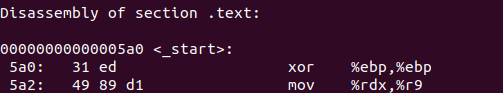 Disassembly of section .text:
00000000000005a0 <_start>:
5a0: 31 ed xor %ebp,%ebp
5a2: 49 89 d1 mov %rdx,%r9